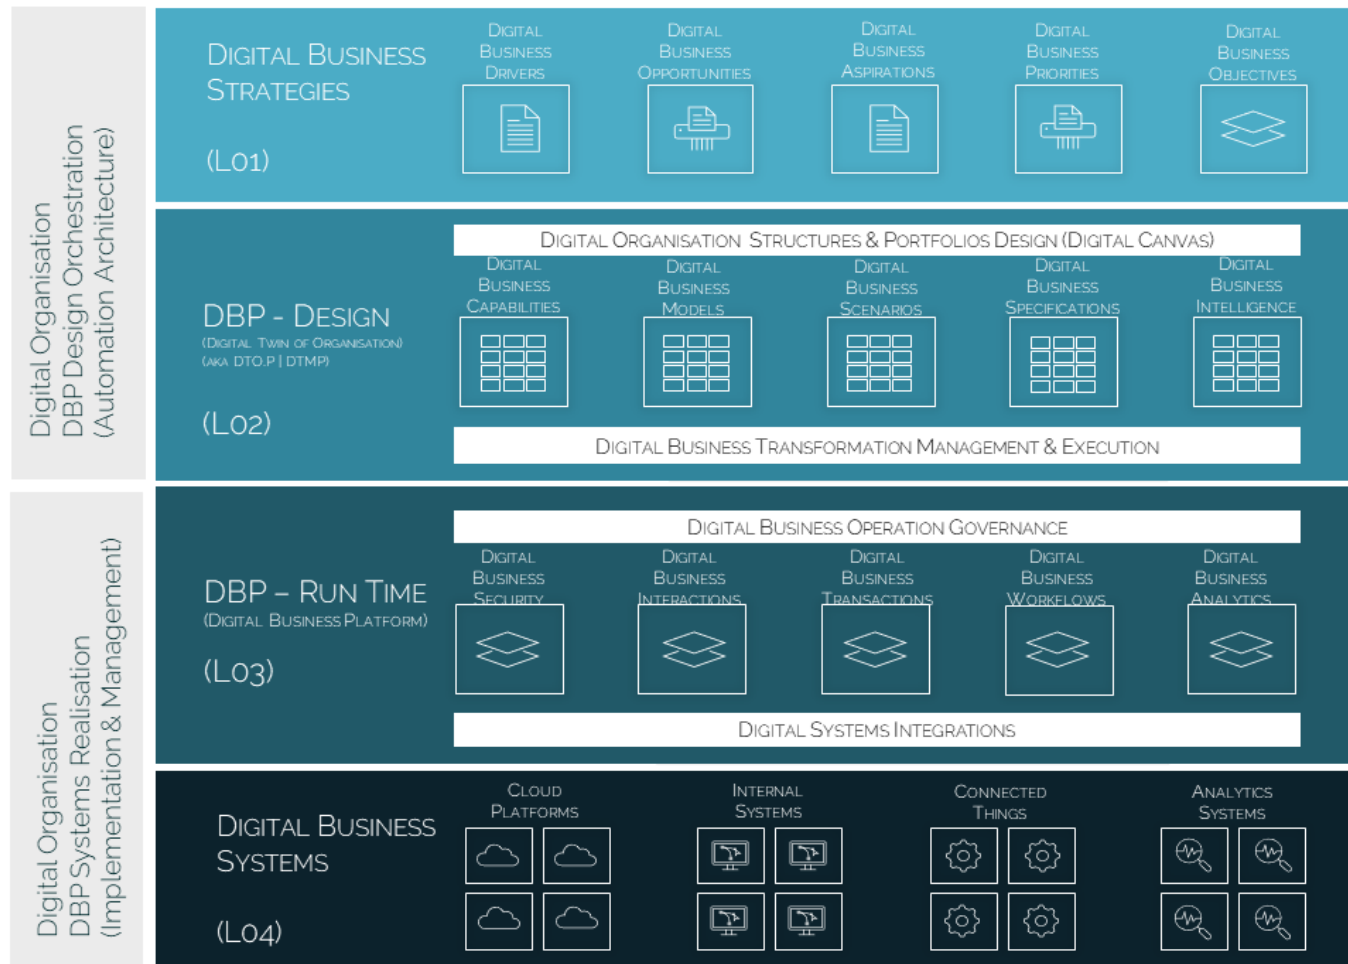 Digital Organisation
DBP Design Orchestration
(Automation Architecture)
Digital Business
Strategies
(L01)
Digital
Business
Drivers
Digital
Business
Opportunities
Digital
Business
Aspirations
Digital
Business
Priorities
Digital
Business
Objectives
DBP - Design
(Digital Twin of Organisation)
(aka DTO.P | DTMP)
(L02)
Digital Organisation Structures & Portfolios Design (Digital Canvas)
Digital
Business
Capabilities
Digital
Business
Models
Digital
Business
Scenarios
Digital
Business
Specifications
Digital
Business
Intelligence
Digital Business Transformation Management & Execution
Digital Organisation
DBP Systems Realisation
(Implementation & Management)
DBP – Run Time
(Digital Business Platform)
(L03)
Digital Business Operation Governance
Digital
Business
Security
Digital
Business
Interactions
Digital
Business
Transactions
Digital
Business
Workflows
Digital
Business
Analytics
Digital Systems Integrations
Digital Business
Systems
(L04)
Cloud
Platforms
Internal
Systems
Connected
Things
Analytics
Systems